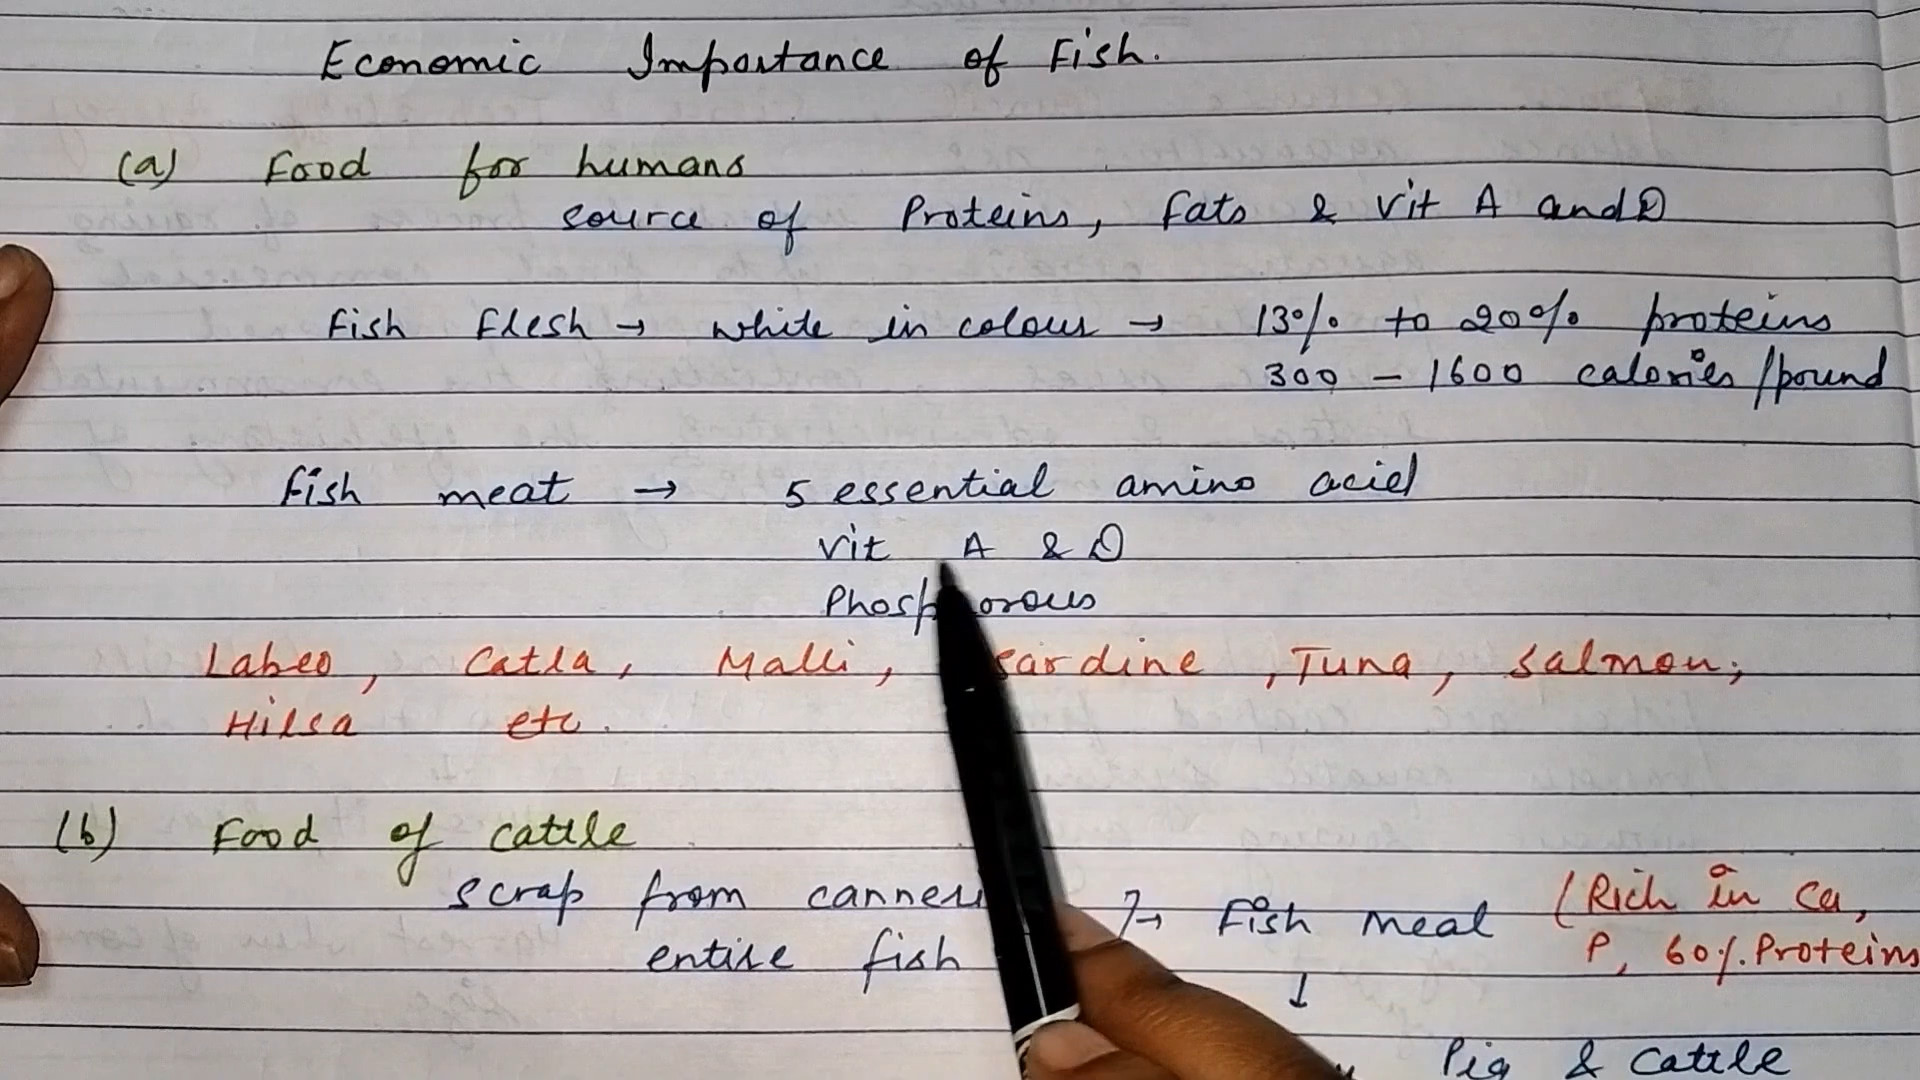 Economic Importance of Fish.
(a) Food for humans
source of Proteins, Fats & Vit A and D
Fish Flesh → white in colour → 13% to 20% proteins
300 - 1600 calories/pound
Fish meat → 5 essential amino acid
Vit A & D
Labeo, Catla, Malli, Sardine, Tuna, Salmon,
Hilsa etc.
(b) Food of cattle
scrap from
entire fish → Fish meal (Rich in Ca,
P, 60% Proteins
↓
Pig & Cattle